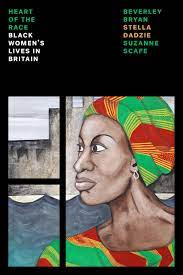 HEART OF
THE RACE
BLACK
WOMEN'S
LIVES IN
BRITAIN
BEVERLEY
BRYAN
STELLA
DADZIE
SUZANNE
SCAFE